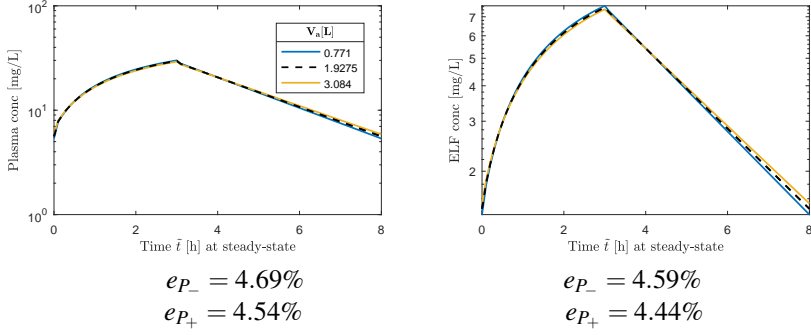 Plasma conc [mg/L]
10²
10¹
10⁰
Vₐ[L]
0.771
1.9275
3.084
0 2 4 6 8
Time t̃ [h] at steady-state
e_{P₋} = 4.69%
e_{P₊} = 4.54%
ELF conc [mg/L]
7
6
5
4
3
2
0 2 4 6 8
Time t̃ [h] at steady-state
e_{P₋} = 4.59%
e_{P₊} = 4.44%